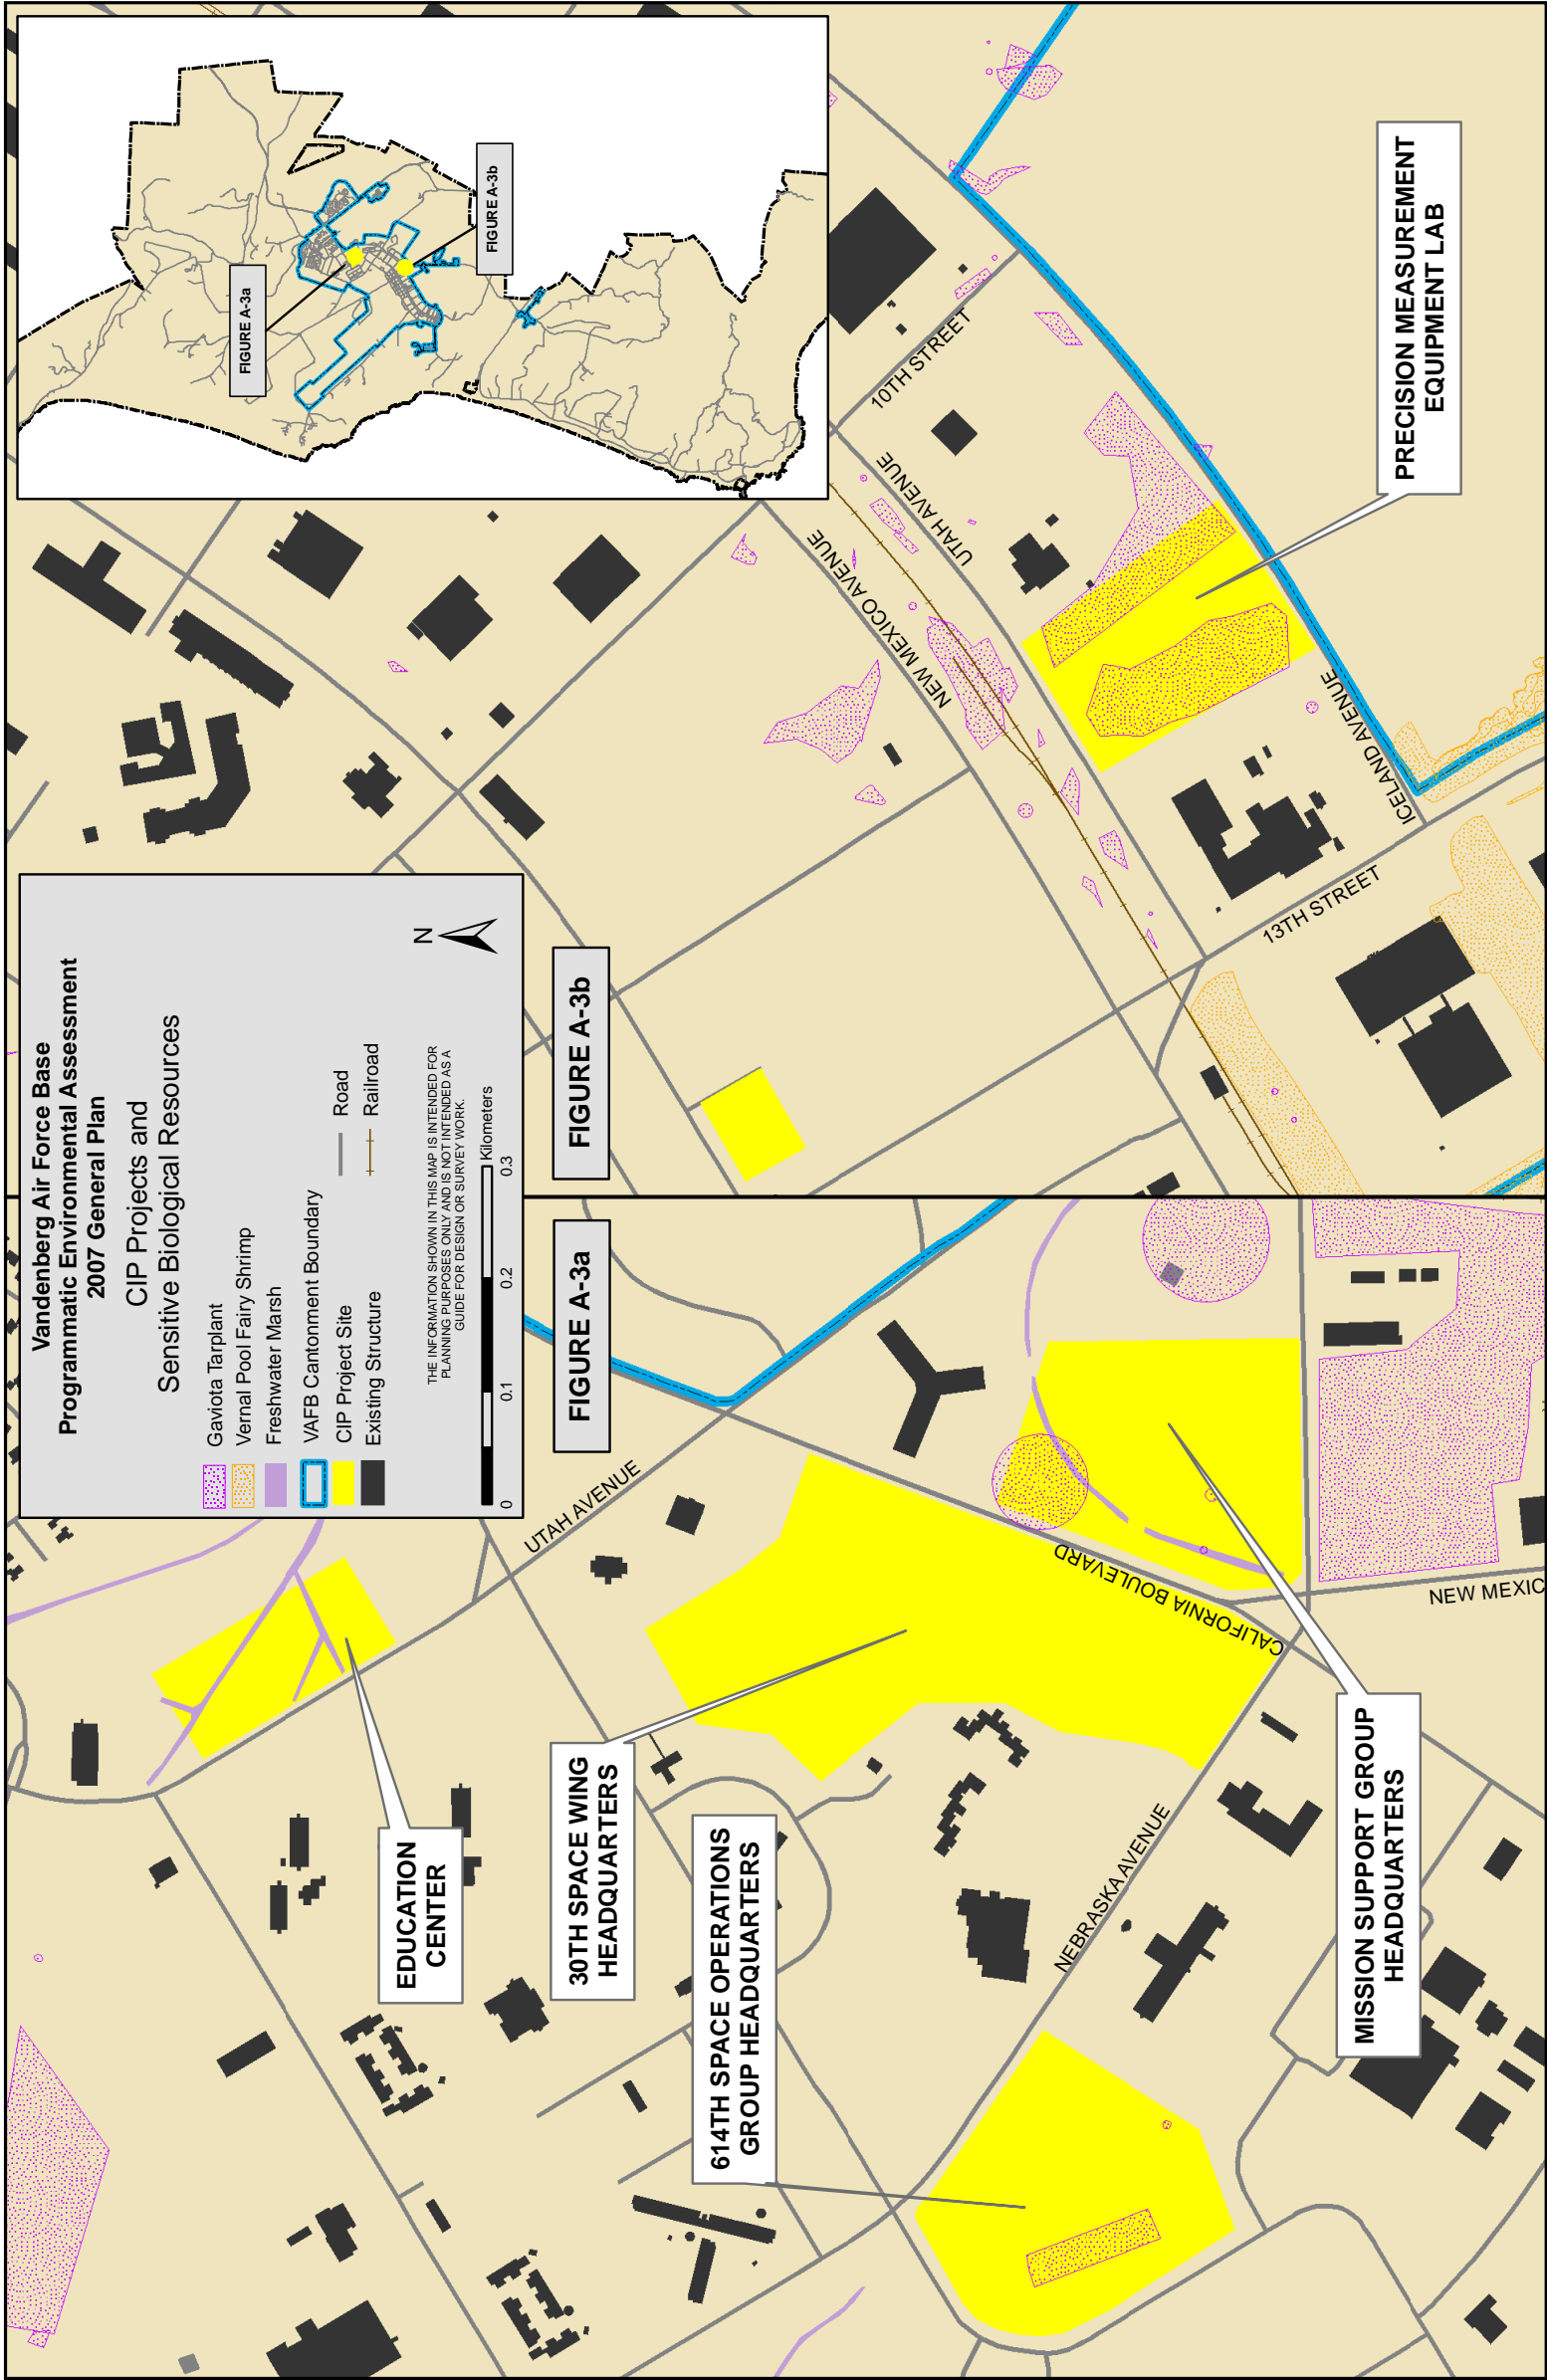 Vandenberg Air Force Base
Programmatic Environmental Assessment
2007 General Plan
CIP Projects and
Sensitive Biological Resources
Gaviota Tarplant
Vernal Pool Fairy Shrimp
Freshwater Marsh
VAFB Cantonment Boundary
CIP Project Site
Existing Structure
Road
Railroad
N
THE INFORMATION SHOWN IN THIS MAP IS INTENDED FOR
PLANNING PURPOSES ONLY AND IS NOT INTENDED AS A
GUIDE FOR DESIGN OR SURVEY WORK.
0
0.1
0.2
0.3
Kilometers
FIGURE A-3a
FIGURE A-3b
FIGURE A-3a
UTAH AVENUE
CALIFORNIA BOULEVARD
NEBRASKA AVENUE
NEW MEXIC
EDUCATION
CENTER
30TH SPACE WING
HEADQUARTERS
614TH SPACE OPERATIONS
GROUP HEADQUARTERS
MISSION SUPPORT GROUP
HEADQUARTERS
FIGURE A-3b
NEW MEXICO AVENUE
UTAH AVENUE
10TH STREET
ICELAND AVENUE
13TH STREET
PRECISION MEASUREMENT
EQUIPMENT LAB